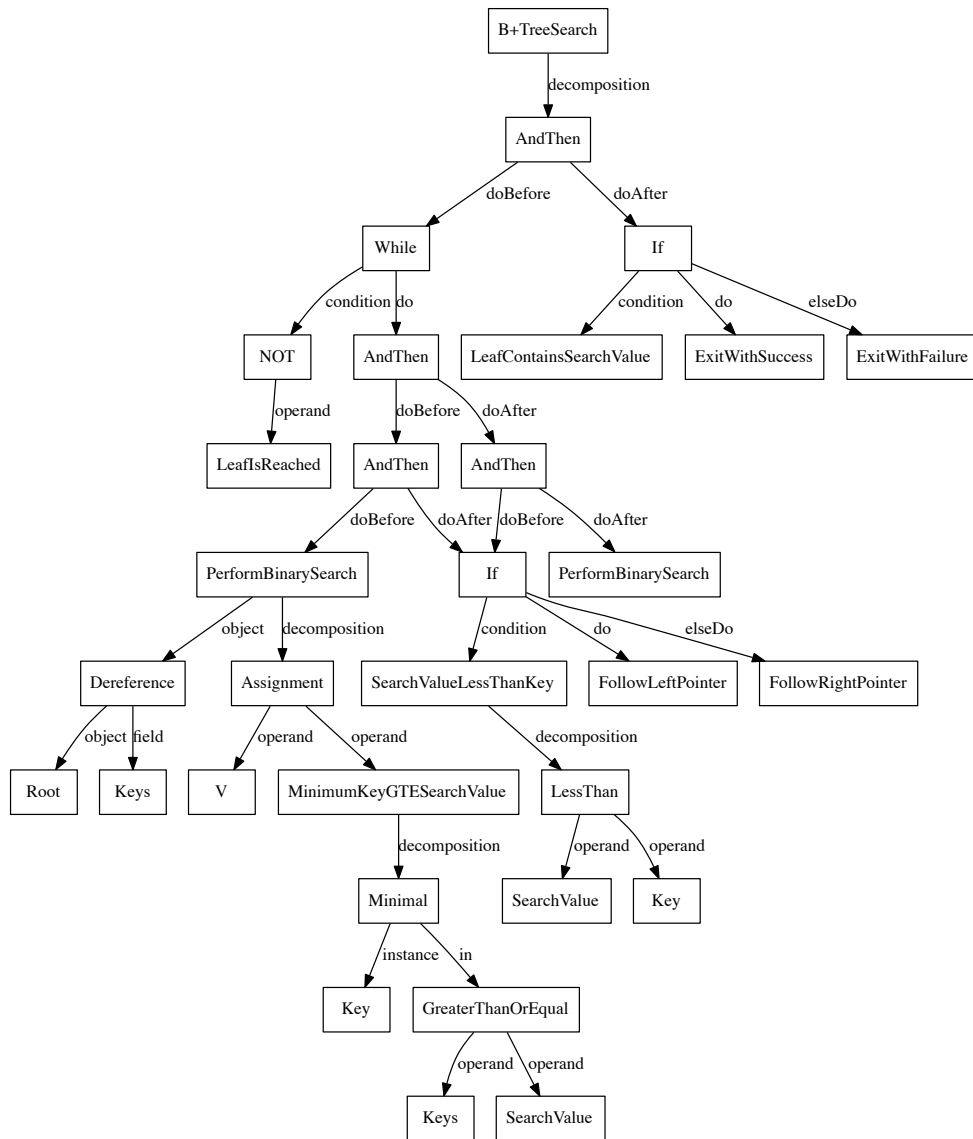 B+TreeSearch
decomposition
AndThen
doBefore
doAfter
While
If
condition
do
condition
do
elseDo
NOT
AndThen
LeafContainsSearchValue
ExitWithSuccess
ExitWithFailure
operand
doBefore
doAfter
LeafIsReached
AndThen
AndThen
doBefore
doAfter
doBefore
doAfter
PerformBinarySearch
If
PerformBinarySearch
object
decomposition
condition
do
elseDo
Dereference
Assignment
SearchValueLessThanKey
FollowLeftPointer
FollowRightPointer
object
field
operand
operand
decomposition
Root
Keys
V
MinimumKeyGTESearchValue
LessThan
decomposition
operand
operand
Minimal
SearchValue
Key
instance
in
Key
GreaterThanOrEqual
operand
operand
Keys
SearchValue